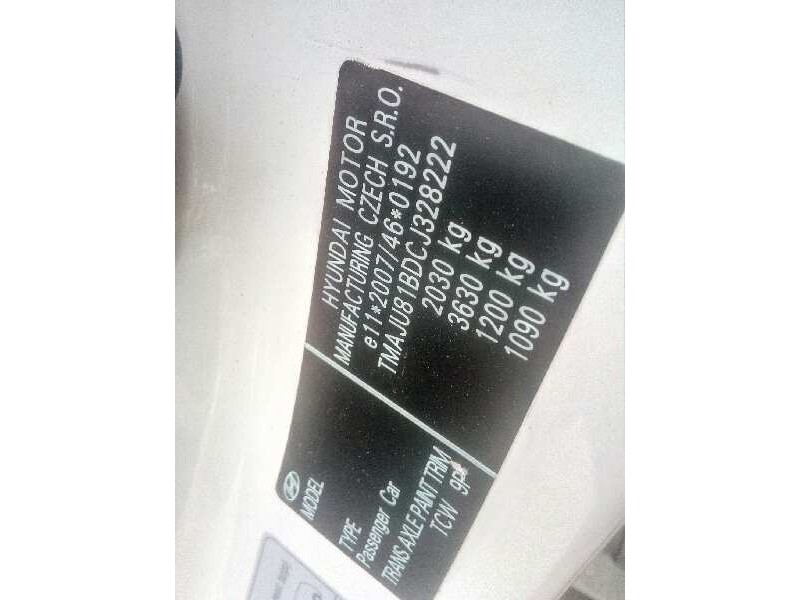 HYUNDAI MOTOR
MANUFACTURING CZECH S.R.O.
e11*2007/46*0192
TMAJU81BDCJ328222
2030 kg
3630 kg
1200 kg
1090 kg
MODEL
TYPE
Passenger Car
TRANS AXLE PAINT TRIM
TCW